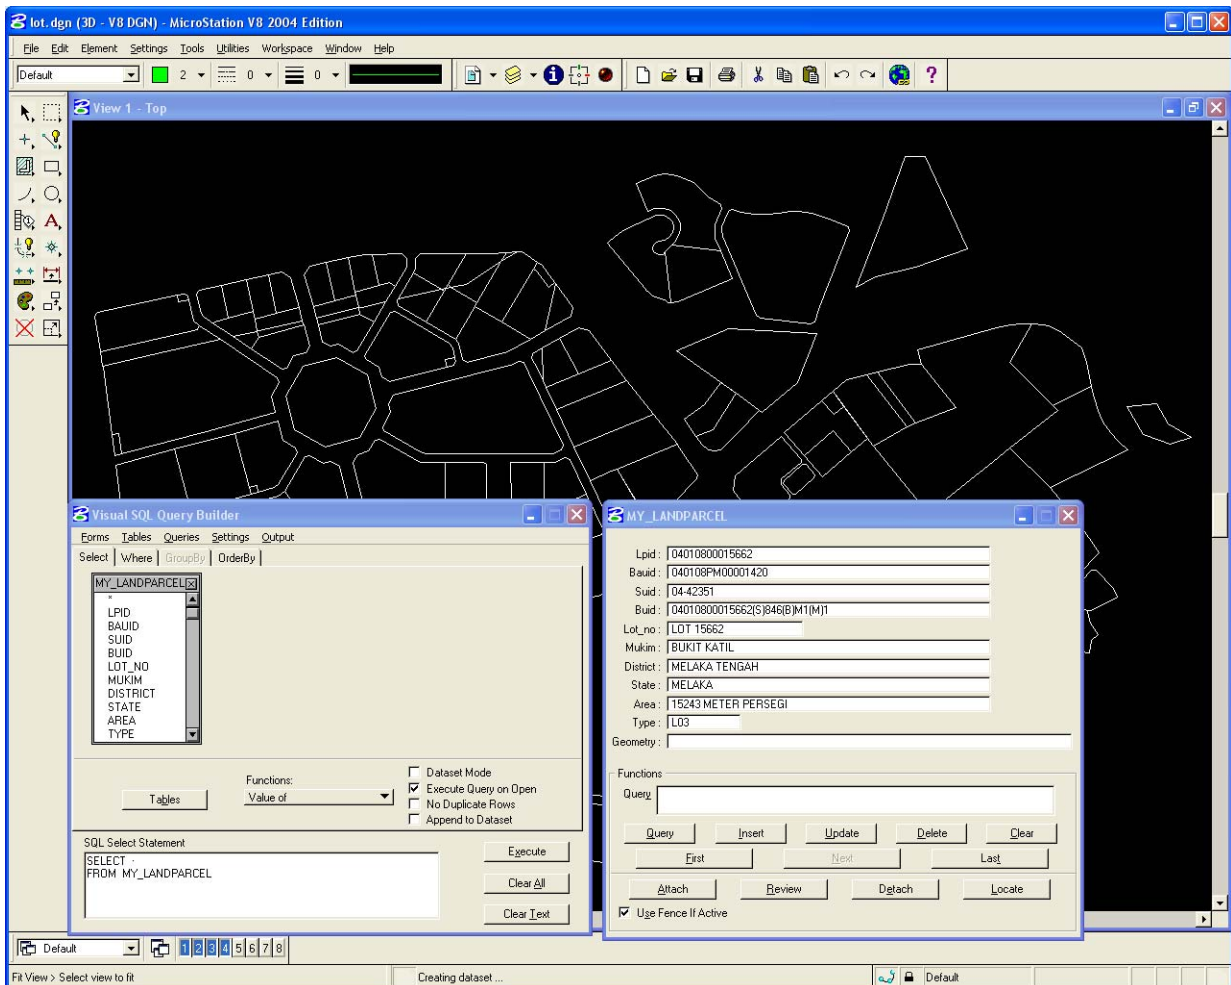 lot.dgn (3D - V8 DGN) - MicroStation V8 2004 Edition
File Edit Element Settings Tools Utilities Workspace Window Help
Default 2 0 0
View 1 - Top
Visual SQL Query Builder
Forms Tables Queries Settings Output
Select Where GroupBy OrderBy
MY_LANDPARCEL
*
LPID
BAUID
SUID
BUID
LOT_NO
MUKIM
DISTRICT
STATE
AREA
TYPE
Tables
Functions:
Value of
Dataset Mode
Execute Query on Open
No Duplicate Rows
Append to Dataset
SQL Select Statement
SELECT
FROM MY_LANDPARCEL
Execute
Clear All
Clear Text
MY_LANDPARCEL
Lpid : 04010800015662
Bauid : 040108PM00001420
Suid : 04-42351
Buid : 04010800015662(S)846(B)M1(M)1
Lot_no : LOT 15662
Mukim : BUKIT KATIL
District : MELAKA TENGAH
State : MELAKA
Area : 15243 METER PERSEGI
Type : L03
Geometry :
Functions
Query
Query Insert Update Delete Clear
First Next Last
Attach Review Detach Locate
Use Fence If Active
Default 1 2 3 4 5 6 7 8
Fit View > Select view to fit Creating dataset ... Default